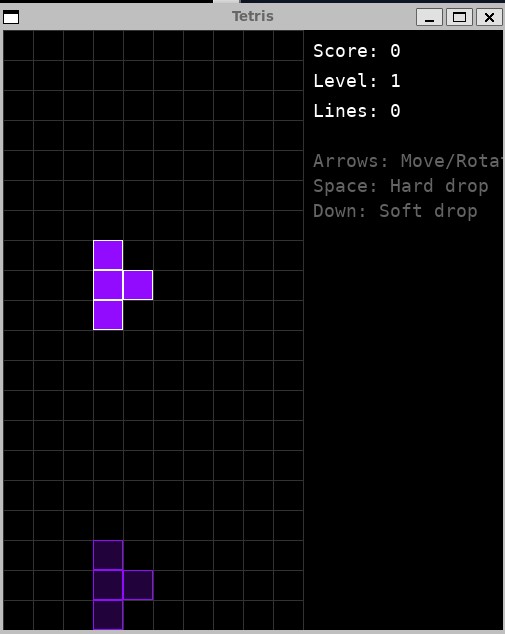 Tetris
Score: 0
Level: 1
Lines: 0
Arrows: Move/Rotat
Space: Hard drop
Down: Soft drop